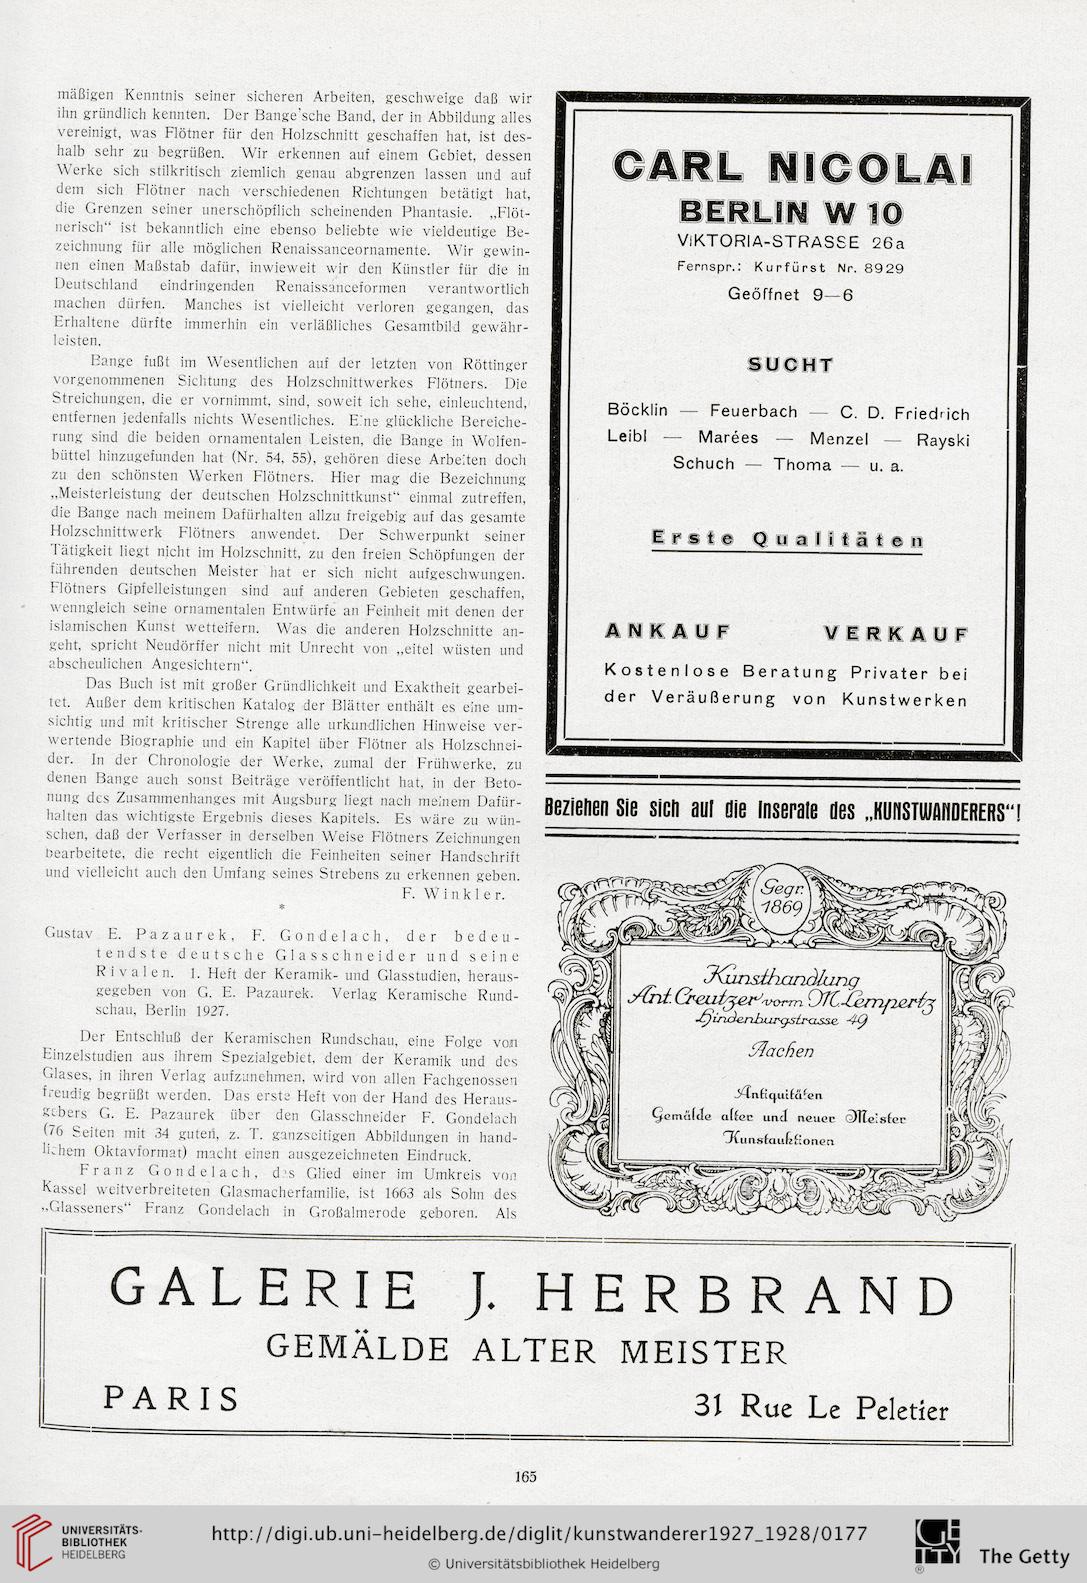 mäßigen Kenntnis seiner sicheren Arbeiten, geschweige daß wir
ihn gründlich kennten. Der Bange'sche Band, der in Abbildung alles
vereinigt, was Flötner für den Holzschnitt geschaffen hat, ist des-
halb sehr zu begrüßen. Wir erkennen auf einem Gebiet, dessen
Werke sich stilkritisch ziemlich genau abgrenzen lassen und auf
dem sich Flötner nach verschiedenen Richtungen betätigt hat,
die Grenzen seiner unerschöpflich scheinenden Phantasie. „Flöt-
nerisch“ ist bekanntlich eine ebenso beliebte wie vieldeutige Be-
zeichnung für alle möglichen Renaissanceornamente. Wir gewin-
nen einen Maßstab dafür, inwieweit wir den Künstler für die in
Deutschland eindringenden Renaissanceformen verantwortlich
machen dürfen. Manches ist vielleicht verloren gegangen, das
Erhaltene dürfte immerhin ein verläßliches Gesamtbild gewähr-
leisten.
Bange fußt im Wesentlichen auf der letzten von Röttinger
vorgenommenen Sichtung des Holzschnittwerkes Flötners. Die
Streichungen, die er vornimmt, sind, soweit ich sehe, einleuchtend,
entfernen jedenfalls nichts Wesentliches. Eine glückliche Bereiche-
rung sind die beiden ornamentalen Leisten, die Bange in Wolfen-
büttel hinzugefunden hat (Nr. 54, 55), gehören diese Arbeiten doch
zu den schönsten Werken Flötners. Hier mag die Bezeichnung
„Meisterleistung der deutschen Holzschnittkunst“ einmal zutreffen,
die Bange nach meinem Dafürhalten allzu freigebig auf das gesamte
Holzschnittwerk Flötners anwendet. Der Schwerpunkt seiner
Tätigkeit liegt nicht im Holzschnitt, zu den freien Schöpfungen der
führenden deutschen Meister hat er sich nicht aufgeschwungen.
Flötners Gipfelleistungen sind auf anderen Gebieten geschaffen,
wenngleich seine ornamentalen Entwürfe an Feinheit mit denen der
islamischen Kunst wetteifern. Was die anderen Holzschnitte an-
geht, spricht Neudörffer nicht mit Unrecht von „eitel wüsten und
abscheulichen Angesichtern“.
Das Buch ist mit großer Gründlichkeit und Exaktheit gearbei-
tet. Außer dem kritischen Katalog der Blätter enthält es eine um-
sichtig und mit kritischer Strenge alle urkundlichen Hinweise ver-
wertende Biographie und ein Kapitel über Flötner als Holzschnei-
der. In der Chronologie der Werke, zumal der Frühwerke, zu
denen Bange auch sonst Beiträge veröffentlicht hat, in der Beto-
nung des Zusammenhanges mit Augsburg liegt nach meinem Dafür-
halten das wichtigste Ergebnis dieses Kapitels. Es wäre zu wün-
schen, daß der Verfasser in derselben Weise Flötners Zeichnungen
bearbeitete, die recht eigentlich die Feinheiten seiner Handschrift
und vielleicht auch den Umfang seines Strebens zu erkennen geben.
F. Winkler.
*
Gustav E. Pazaurek, F. Gondelach, der bedeu-
tendste deutsche Glasschneider und seine
Rivalen. 1. Heft der Keramik- und Glasstudien, heraus-
gegeben von G. E. Pazaurek. Verlag Keramische Rund-
schau, Berlin 1927.
Der Entschluß der Keramischen Rundschau, eine Folge von
Einzelstudien aus ihrem Spezialgebiet, dem der Keramik und des
Glases, in ihren Verlag aufzunehmen, wird von allen Fachgenossen
freudig begrüßt werden. Das erste Heft von der Hand des Heraus-
gebers G. E. Pazaurek über den Glasschneider F. Gondelach
(76 Seiten mit 34 guten, z. T. ganzseitigen Abbildungen in hand-
lichem Oktavformat) macht einen ausgezeichneten Eindruck.
Franz Gondelach, das Glied einer im Umkreis von
Kassel weitverbreiteten Glasmacherfamilie, ist 1663 als Sohn des
„Glasseners“ Franz Gondelach in Großalmerode geboren. Als
CARL NICOLAI
BERLIN W 10
ViKTORIA-STRASSE 26a
Fernspr.: Kurfürst Nr. 8929
Geöffnet 9—6
SUCHT
Böcklin — Feuerbach — C. D. Friedrich
Leibl — Marées — Menzel — Rayski
Schuch — Thoma — u. a.
Erste Qualitäten
ANKAUF VERKAUF
Kostenlose Beratung Privater bei
der Veräußerung von Kunstwerken
Beziehen Sie sich auf die Inserate des „KUNSTWANDERERS“!
Gegr.
1869
Kunsthandlung
Ant. Creutzer vorm. M. Lempertz
Hindenburgstrasse 49
Aachen
Antiquitäten
Gemälde alter und neuer Meister
Kunstauktionen
GALERIE J. HERBRAND
GEMÄLDE ALTER MEISTER
PARIS 31 Rue Le Peletier
165
UNIVERSITÄTS-
BIBLIOTHEK
HEIDELBERG
http://digi.ub.uni-heidelberg.de/diglit/kunstwanderer1927_1928/0177
© Universitätsbibliothek Heidelberg
GETTY
®
The Getty